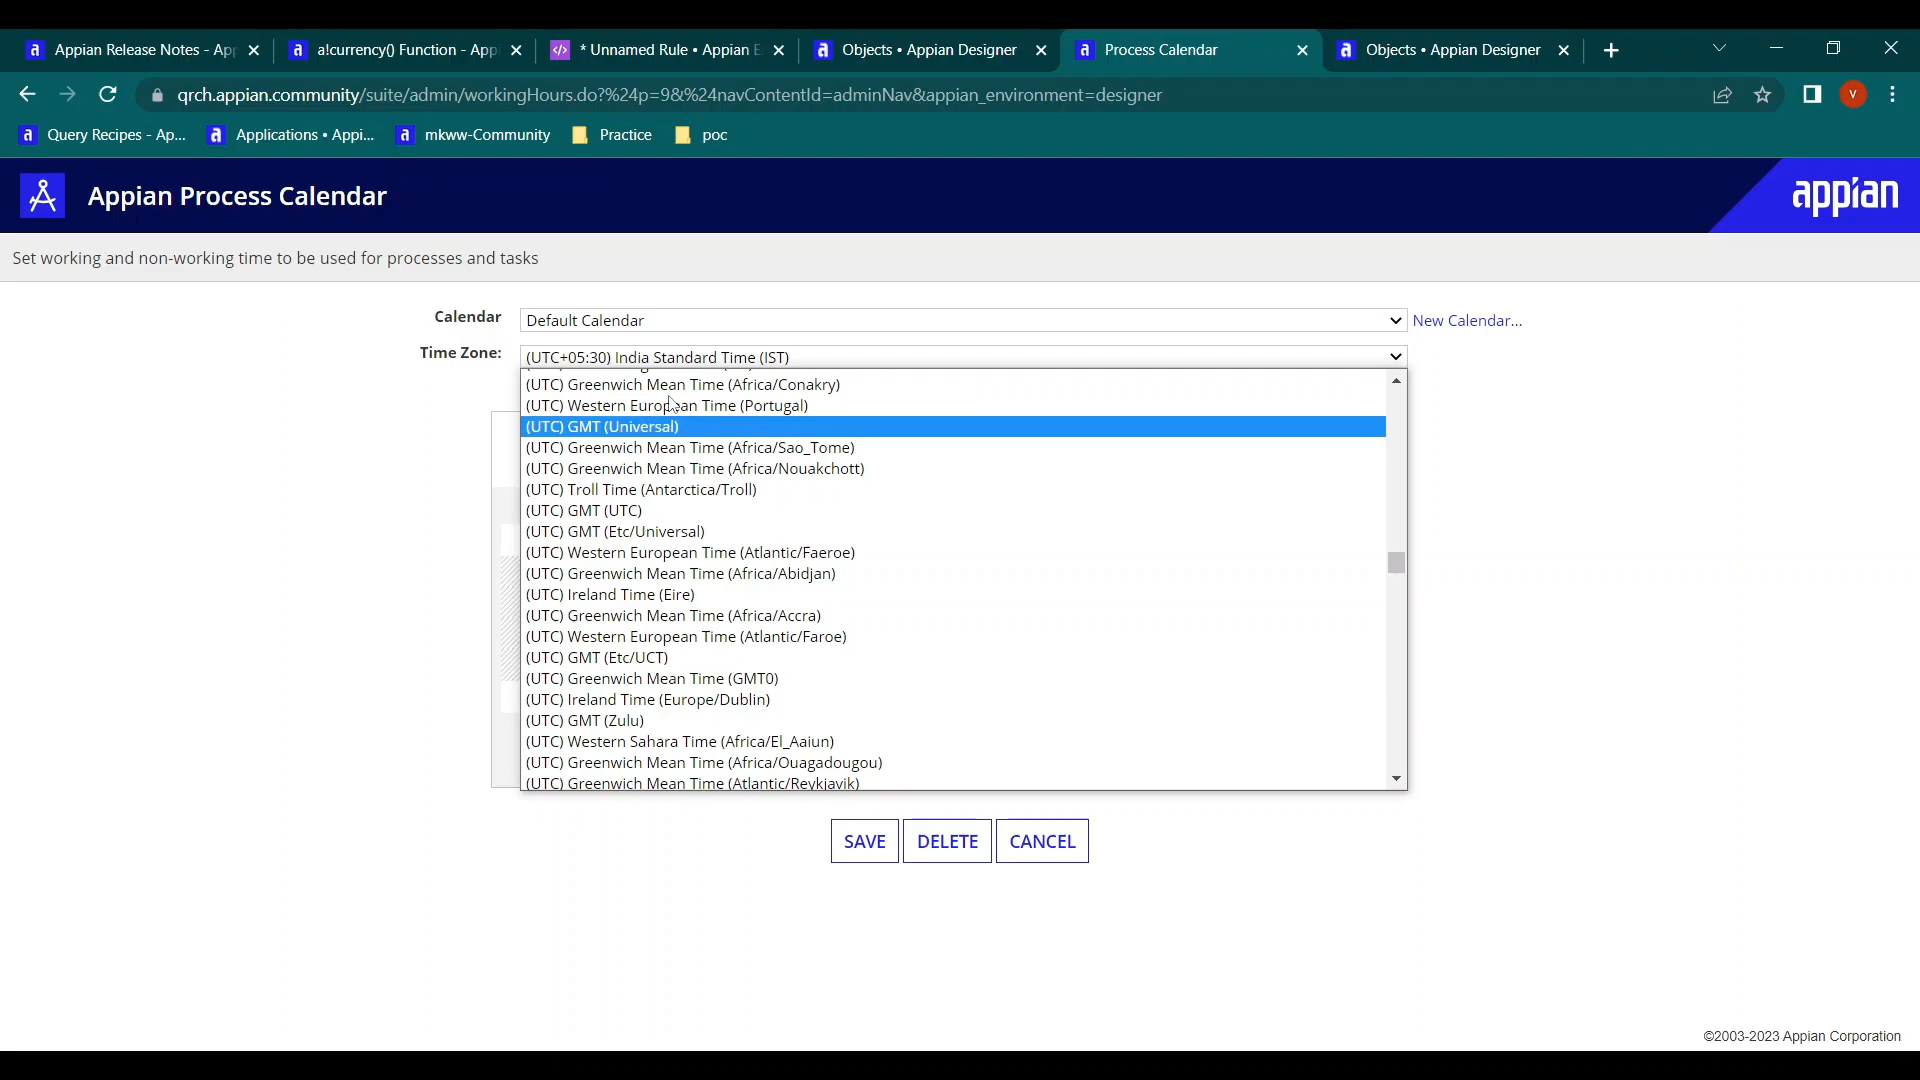 Appian Release Notes - Ap
a!currency() Function - App
* Unnamed Rule • Appian E
Objects • Appian Designer
Process Calendar
Objects • Appian Designer
qrch.appian.community/suite/admin/workingHours.do?%24p=9&%24navContentId=adminNav&appian_environment=designer
V
Query Recipes - Ap...
Applications • Appi...
mkww-Community
Practice
poc
Appian Process Calendar
appian
Set working and non-working time to be used for processes and tasks
Calendar
Default Calendar
New Calendar...
Time Zone:
(UTC+05:30) India Standard Time (IST)
(UTC) Greenwich Mean Time (Africa/Conakry)
(UTC) Western European Time (Portugal)
(UTC) GMT (Universal)
(UTC) Greenwich Mean Time (Africa/Sao_Tome)
(UTC) Greenwich Mean Time (Africa/Nouakchott)
(UTC) Troll Time (Antarctica/Troll)
(UTC) GMT (UTC)
(UTC) GMT (Etc/Universal)
(UTC) Western European Time (Atlantic/Faeroe)
(UTC) Greenwich Mean Time (Africa/Abidjan)
(UTC) Ireland Time (Eire)
(UTC) Greenwich Mean Time (Africa/Accra)
(UTC) Western European Time (Atlantic/Faroe)
(UTC) GMT (Etc/UCT)
(UTC) Greenwich Mean Time (GMT0)
(UTC) Ireland Time (Europe/Dublin)
(UTC) GMT (Zulu)
(UTC) Western Sahara Time (Africa/El_Aaiun)
(UTC) Greenwich Mean Time (Africa/Ouagadougou)
(UTC) Greenwich Mean Time (Atlantic/Reykjavik)
SAVE
DELETE
CANCEL
©2003-2023 Appian Corporation